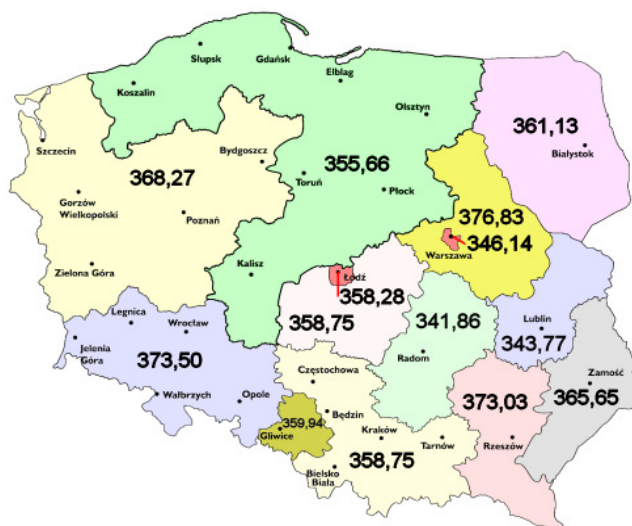 Słupsk
Gdańsk
Koszalin
Elbląg
Olsztyn
361,13
Szczecin
Białystok
Bydgoszcz
368,27
355,66
Toruń
Płock
Gorzów
Wielkopolski
Poznań
376,83
346,14
Warszawa
Zielona Góra
Kalisz
Łódź
358,28
358,75
341,86
Legnica
Wrocław
Jelenia
Góra
373,50
Lublin
343,77
Radom
Zamość
365,65
Częstochowa
Wałbrzych
Opole
373,03
Będzin
359,94
Gliwice
Kraków
Tarnów
Rzeszów
358,75
Bielsko
Biała